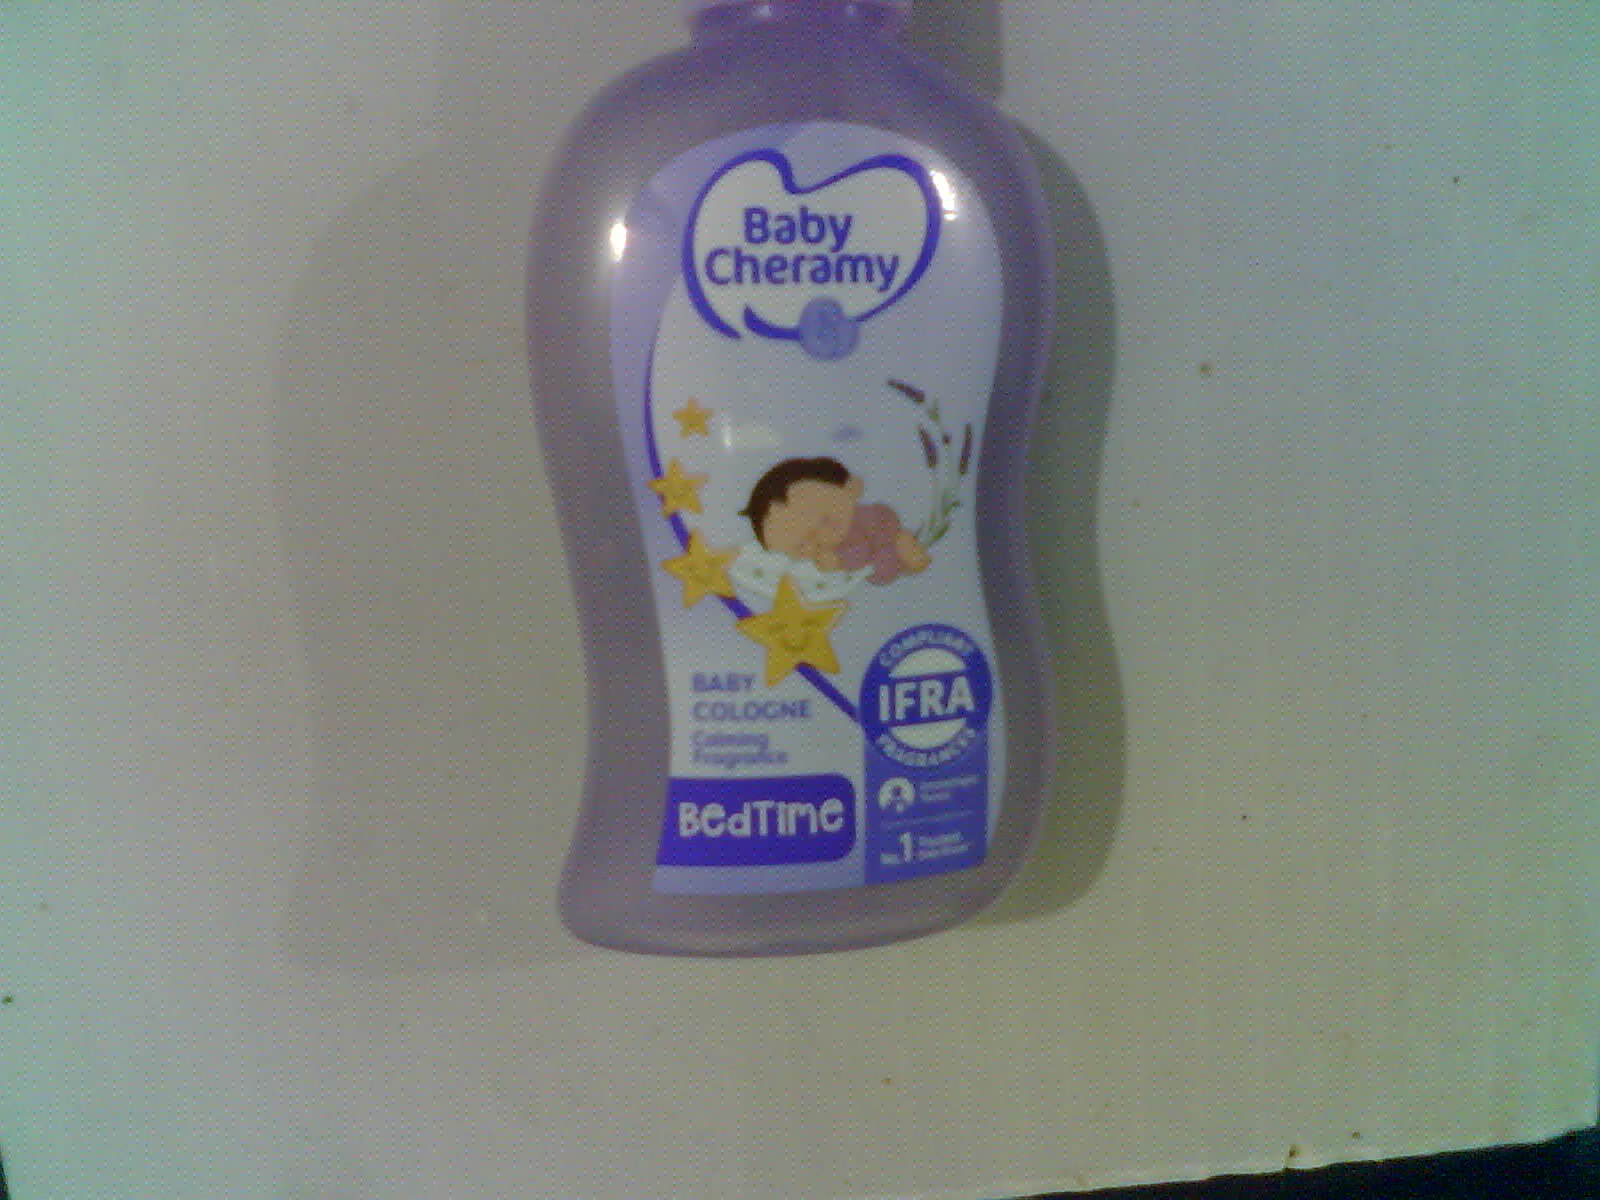 Baby
Cheramy
BABY
COLOGNE
Calming
Fragrance
BedTime
COMPLIANT
IFRA
FRAGRANCES
No.1